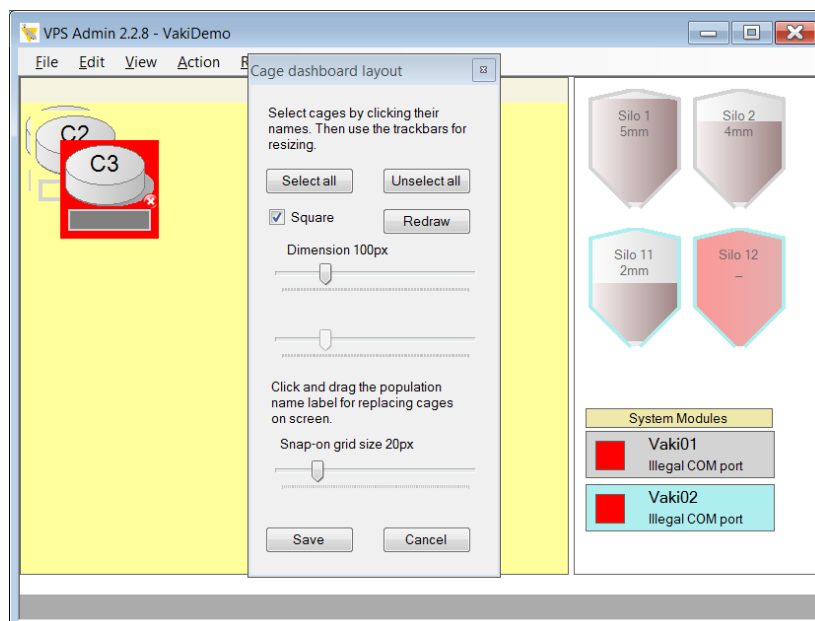 VPS Admin 2.2.8 - VakiDemo
File Edit View Action
Cage dashboard layout
C2
C3
Select cages by clicking their
names. Then use the trackbars for
resizing.
Select all Unselect all
Square Redraw
Dimension 100px
Click and drag the population
name label for replacing cages
on screen.
Snap-on grid size 20px
Save Cancel
Silo 1
5mm
Silo 2
4mm
Silo 11
2mm
Silo 12
–
System Modules
Vaki01
Illegal COM port
Vaki02
Illegal COM port